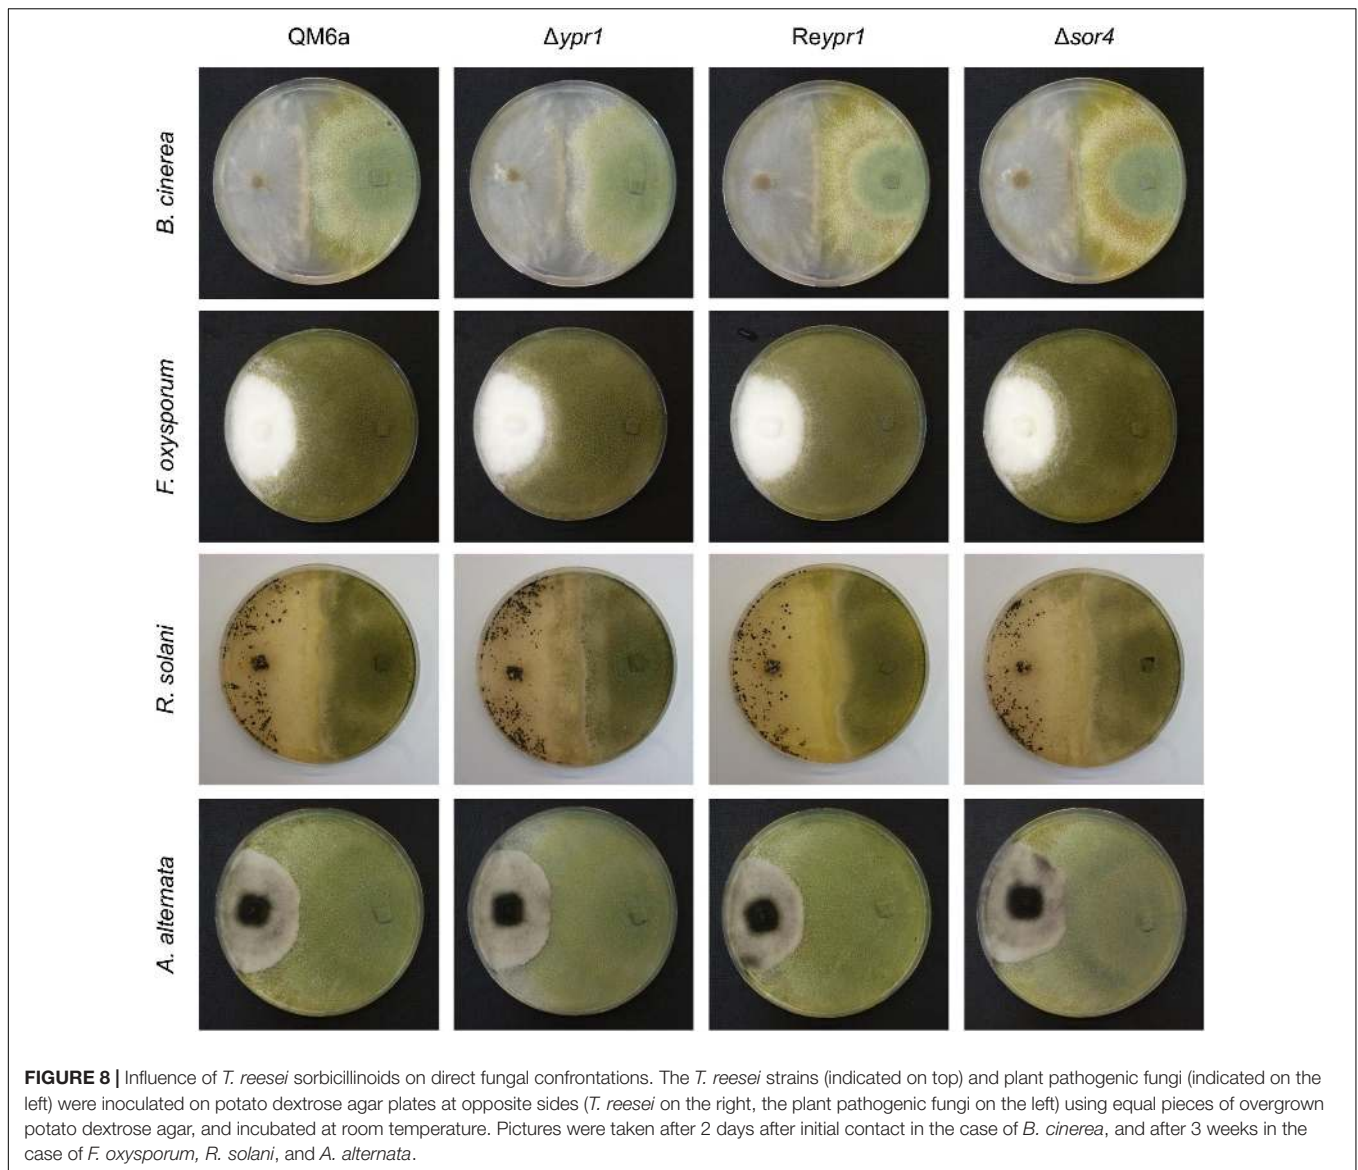 QM6a Δypr1 Reypr1 Δsor4
B. cinerea
F. oxysporum
R. solani
A. alternata
FIGURE 8 | Influence of T. reesei sorbicillinoids on direct fungal confrontations. The T. reesei strains (indicated on top) and plant pathogenic fungi (indicated on the
left) were inoculated on potato dextrose agar plates at opposite sides (T. reesei on the right, the plant pathogenic fungi on the left) using equal pieces of overgrown
potato dextrose agar, and incubated at room temperature. Pictures were taken after 2 days after initial contact in the case of B. cinerea, and after 3 weeks in the
case of F. oxysporum, R. solani, and A. alternata.